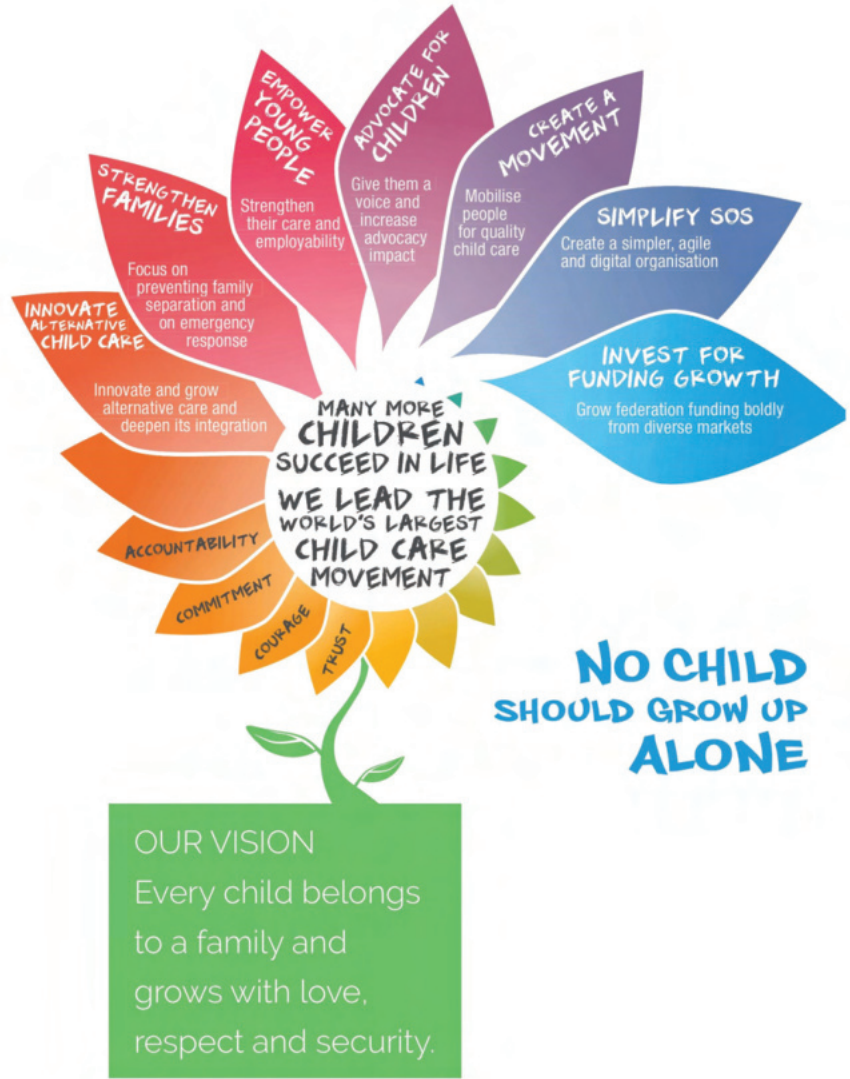 INNOVATE
ALTERNATIVE
CHILD CARE
Innovate and grow
alternative care and
deepen its integration
STRENGTHEN
FAMILIES
Focus on
preventing family
separation and
on emergency
response
EMPOWER
YOUNG
PEOPLE
Strengthen
their care and
employability
ADVOCATE FOR
CHILDREN
Give them a
voice and
increase
advocacy
impact
CREATE A
MOVEMENT
Mobilise
people
for quality
child care
SIMPLIFY SOS
Create a simpler, agile
and digital organisation
INVEST FOR
FUNDING GROWTH
Grow federation funding boldly
from diverse markets
MANY MORE
CHILDREN
SUCCEED IN LIFE
WE LEAD THE
WORLD'S LARGEST
CHILD CARE
MOVEMENT
ACCOUNTABILITY
COMMITMENT
COURAGE
TRUST
NO CHILD
SHOULD GROW UP
ALONE
OUR VISION
Every child belongs
to a family and
grows with love,
respect and security.